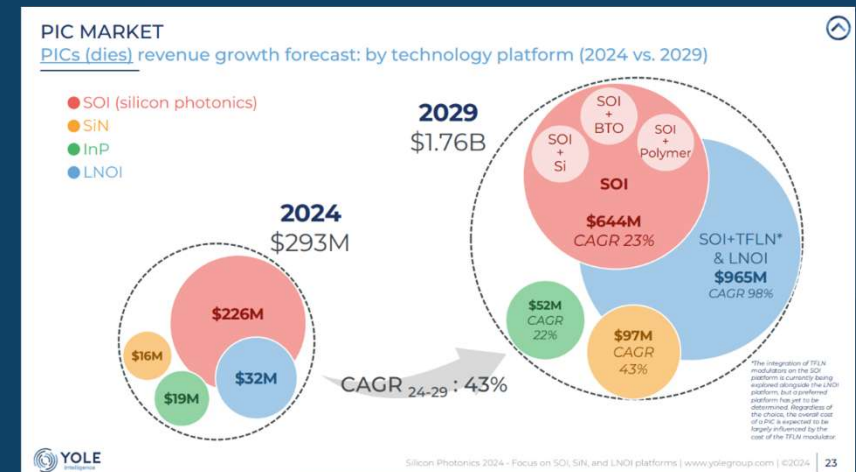 PIC MARKET
PICs (dies) revenue growth forecast: by technology platform (2024 vs. 2029)
SOI (silicon photonics)
SiN
InP
LNOI
2024
$293M
$226M
$16M
$19M
$32M
CAGR 24-29 : 43%
2029
$1.76B
SOI
+
Si
SOI
+
BTO
SOI
+
Polymer
SOI
$644M
CAGR 23%
SOI+TFLN*
& LNOI
$965M
CAGR 98%
$52M
CAGR
22%
$97M
CAGR
43%
*The integration of TFLN
modulators on the SOI
platform is currently being
explored alongside the LNOI
platform, but a preferred
platform has yet to be
determined. Regardless of
the choice, the overall cost
of a PIC is expected to be
largely influenced by the
cost of the TFLN modulator.
YOLE
Intelligence
Silicon Photonics 2024 - Focus on SOI, SiN, and LNOI platforms | www.yolegroup.com | ©2024 | 23